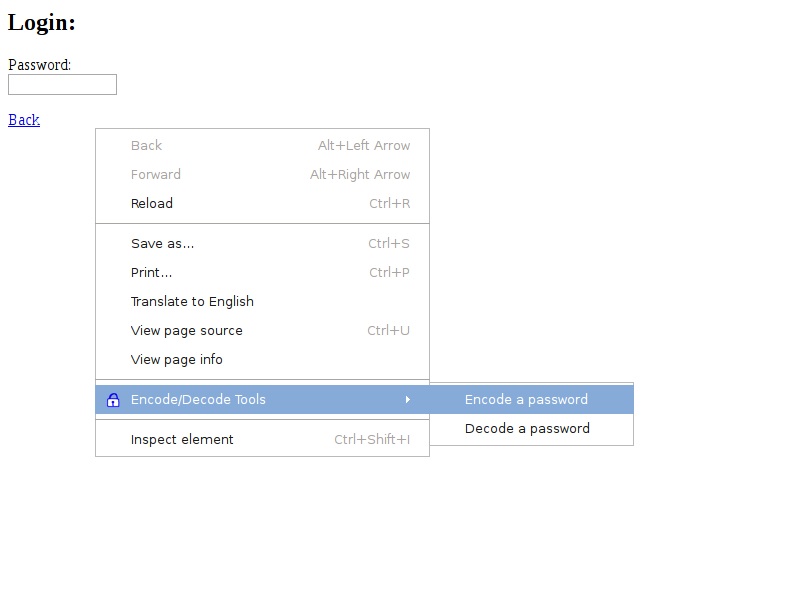 Login:
Password:
Back
Back Alt+Left Arrow
Forward Alt+Right Arrow
Reload Ctrl+R
Save as... Ctrl+S
Print... Ctrl+P
Translate to English
View page source Ctrl+U
View page info
Encode/Decode Tools Encode a password
Decode a password
Inspect element Ctrl+Shift+I